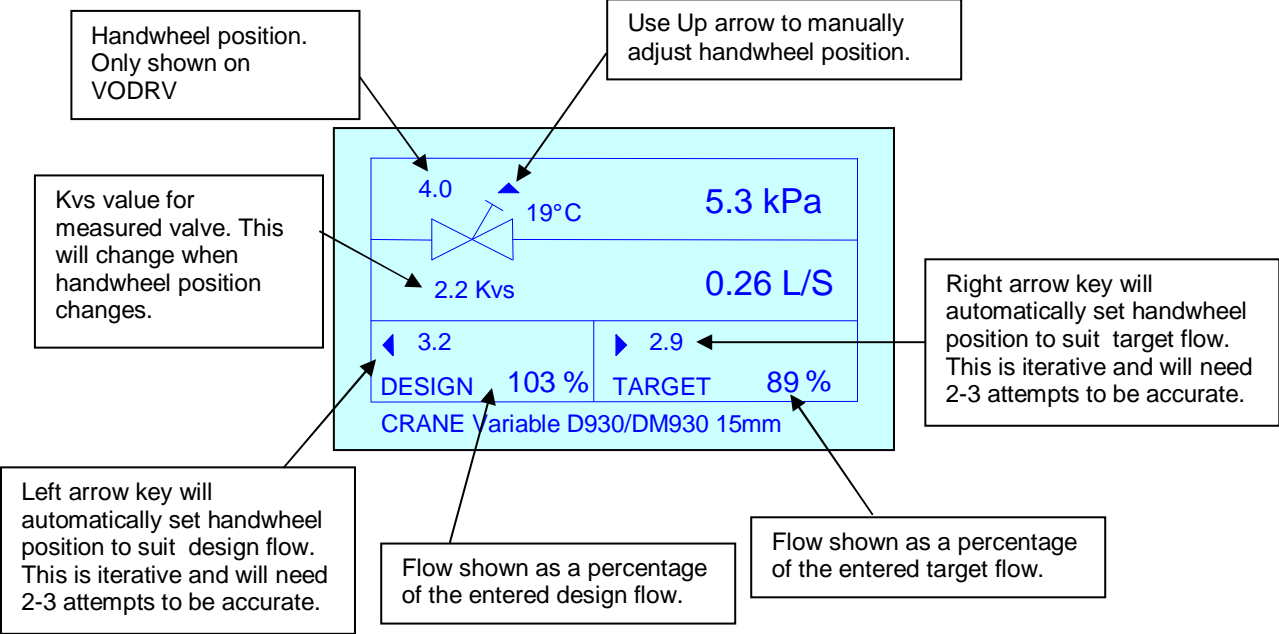 Handwheel position.
Only shown on
VODRV
Use Up arrow to manually
adjust handwheel position.
Kvs value for
measured valve. This
will change when
handwheel position
changes.
4.0
19°C
5.3 kPa
2.2 Kvs
0.26 L/S
3.2
2.9
DESIGN 103 %
TARGET 89 %
CRANE Variable D930/DM930 15mm
Right arrow key will
automatically set handwheel
position to suit target flow.
This is iterative and will need
2-3 attempts to be accurate.
Left arrow key will
automatically set handwheel
position to suit design flow.
This is iterative and will need
2-3 attempts to be accurate.
Flow shown as a percentage
of the entered design flow.
Flow shown as a percentage
of the entered target flow.